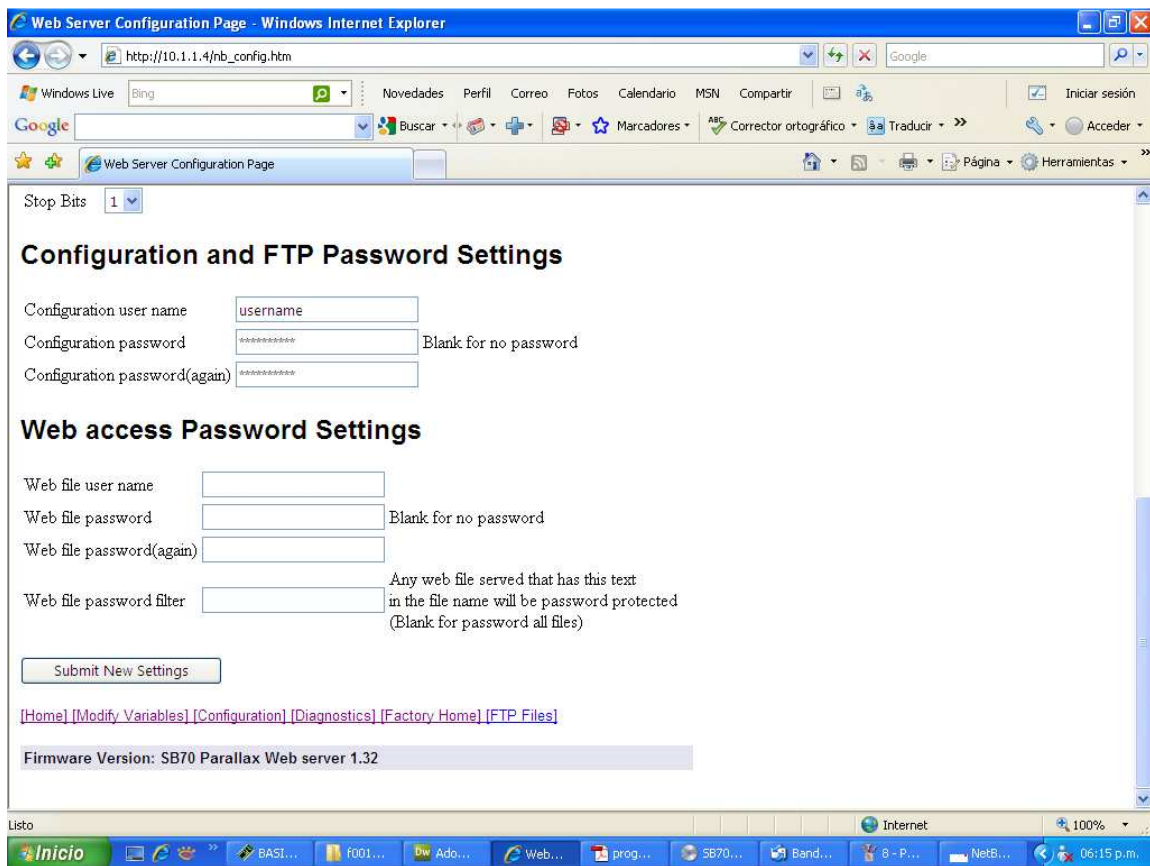 Web Server Configuration Page - Windows Internet Explorer
http://10.1.1.4/nb_config.htm
Google
Windows Live Bing Novedades Perfil Correo Fotos Calendario MSN Compartir Iniciar sesión
Google Buscar Marcadores ABC Corrector ortográfico aあ Traducir » Acceder
Web Server Configuration Page Página Herramientas »
Stop Bits 1
Configuration and FTP Password Settings
Configuration user name username
Configuration password ********** Blank for no password
Configuration password(again) **********
Web access Password Settings
Web file user name
Web file password Blank for no password
Web file password(again)
Any web file served that has this text
Web file password filter in the file name will be password protected
(Blank for password all files)
Submit New Settings
[Home] [Modify Variables] [Configuration] [Diagnostics] [Factory Home] [FTP Files]
Firmware Version: SB70 Parallax Web server 1.32
Listo Internet 100%
Inicio » BASI... f001... Dw Ado... Web... prog... SB70... Band... 8 - P... NetB... 06:15 p.m.